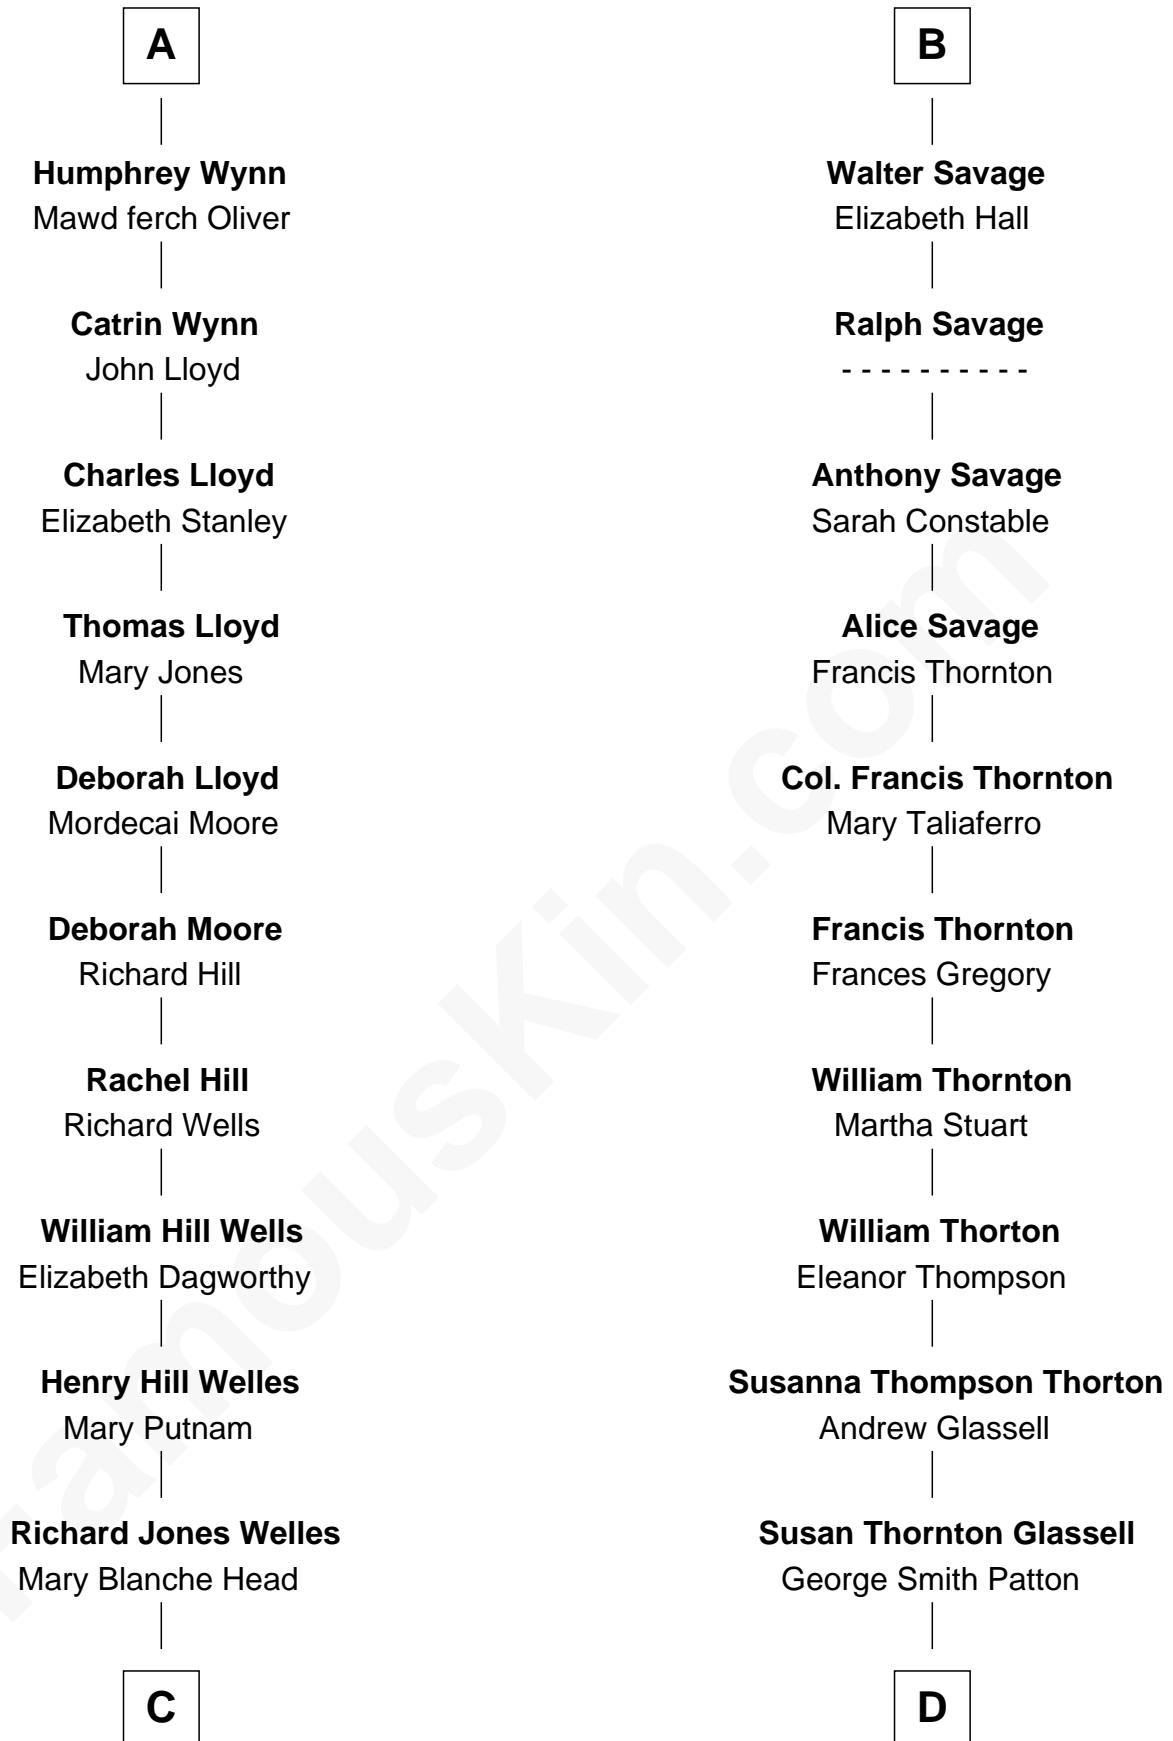 A
Humphrey Wynn
Mawd ferch Oliver
Catrin Wynn
John Lloyd
Charles Lloyd
Elizabeth Stanley
Thomas Lloyd
Mary Jones
Deborah Lloyd
Mordecai Moore
Deborah Moore
Richard Hill
Rachel Hill
Richard Wells
William Hill Wells
Elizabeth Dagworthy
Henry Hill Welles
Mary Putnam
Richard Jones Welles
Mary Blanche Head
C
B
Walter Savage
Elizabeth Hall
Ralph Savage
- - - - - - - - - -
Anthony Savage
Sarah Constable
Alice Savage
Francis Thornton
Col. Francis Thornton
Mary Taliaferro
Francis Thornton
Frances Gregory
William Thornton
Martha Stuart
William Thorton
Eleanor Thompson
Susanna Thompson Thorton
Andrew Glassell
Susan Thornton Glassell
George Smith Patton
D
FamousKin.com